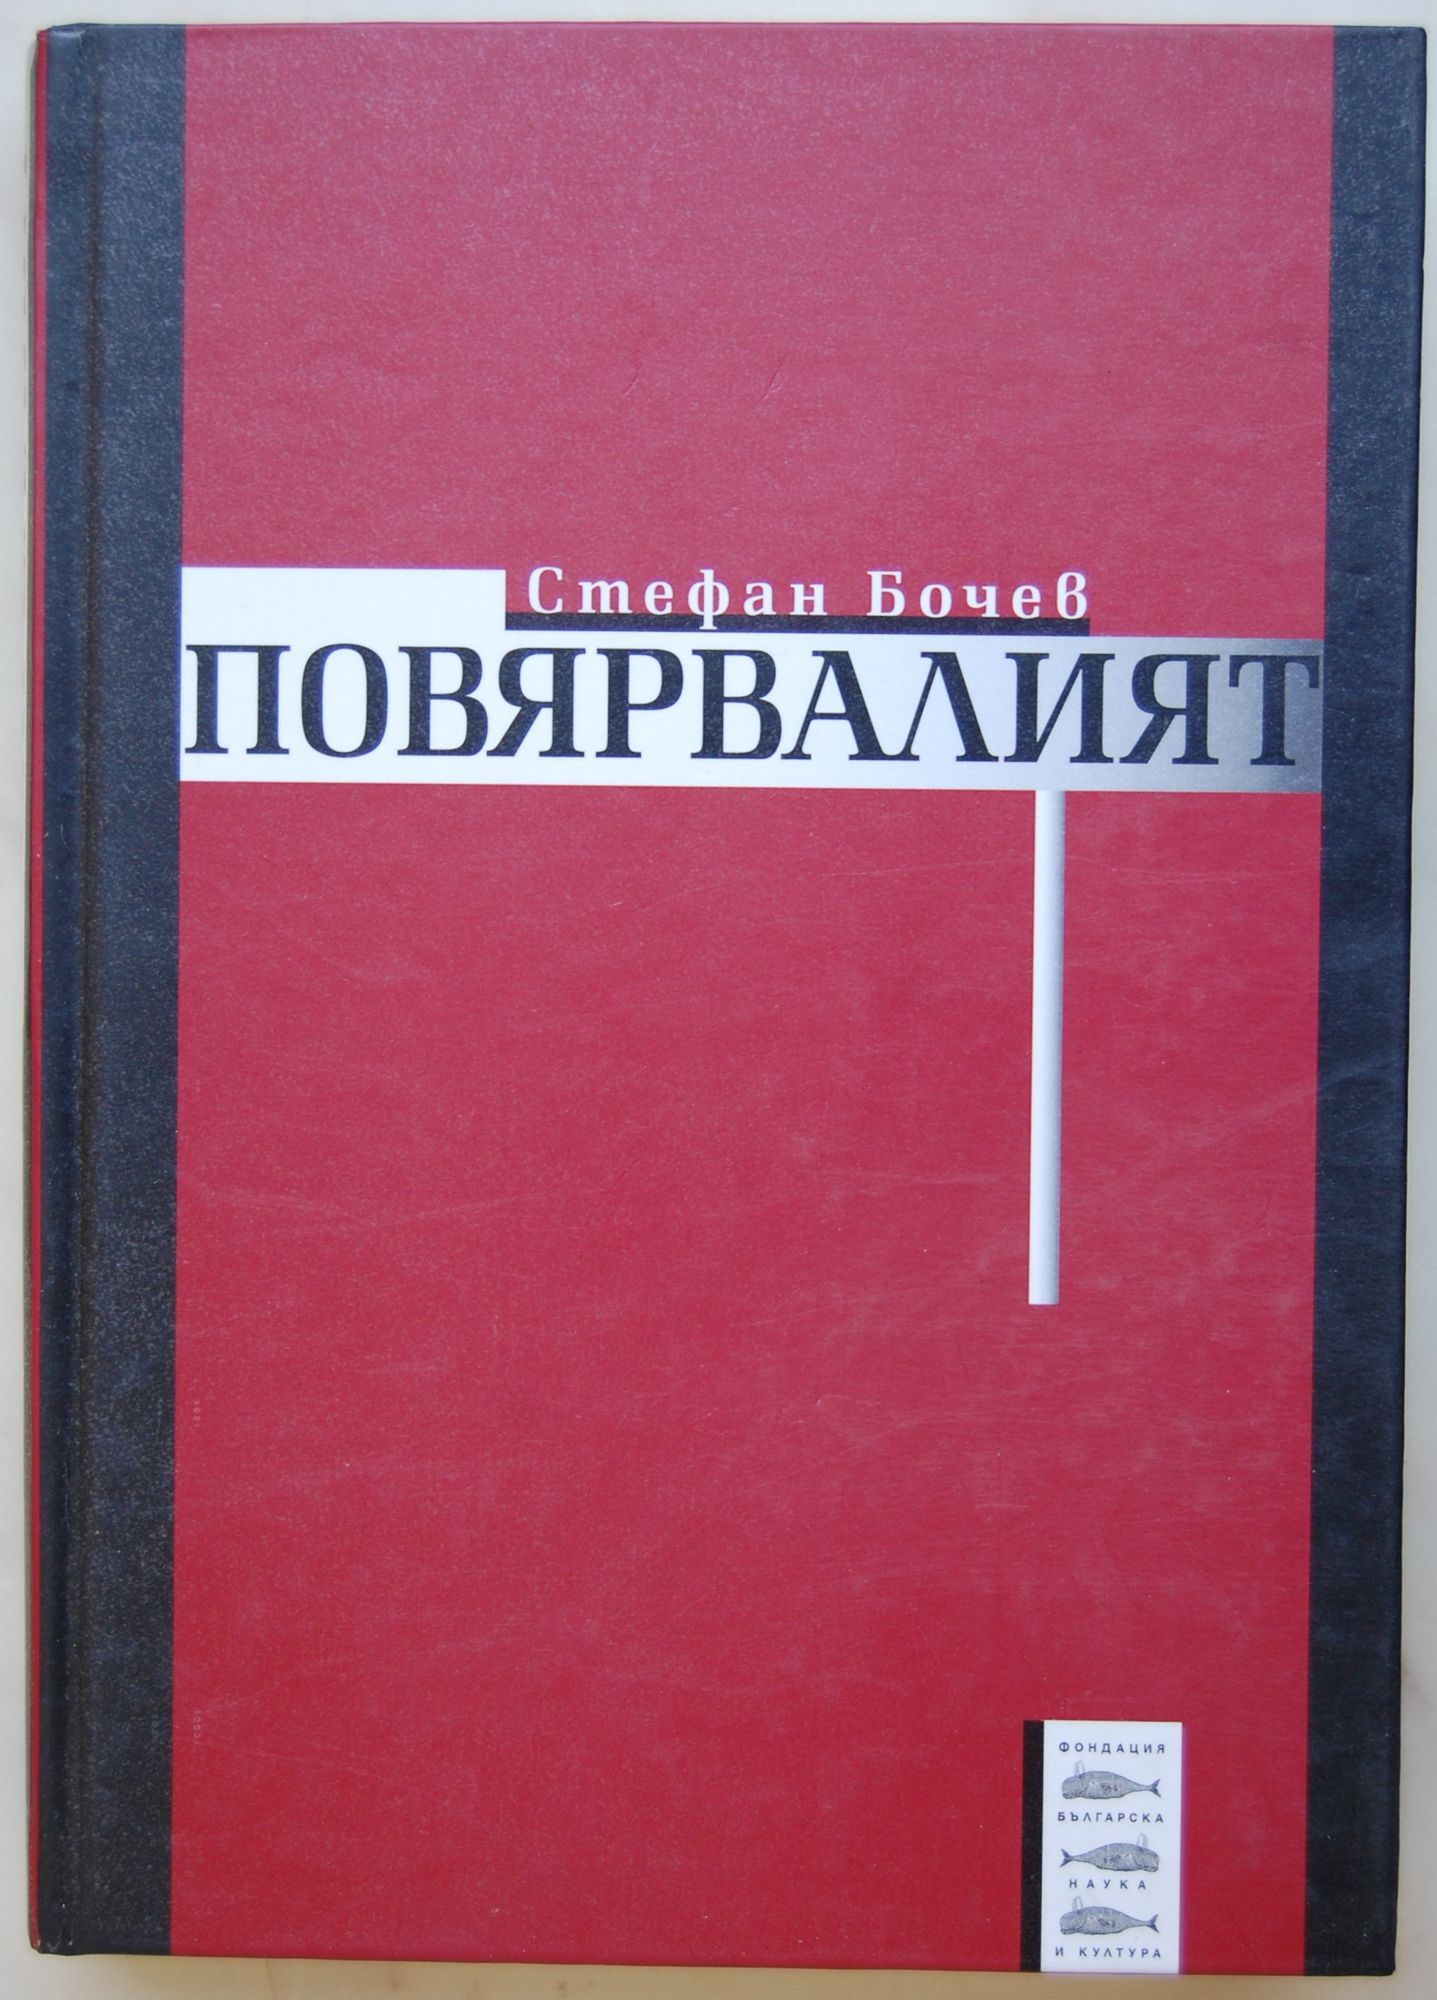 Стефан Бочев
ПОВЯРВАЛИЯТ
ФОНДАЦИЯ
БЪЛГАРСКА
НАУКА
И КУЛТУРА